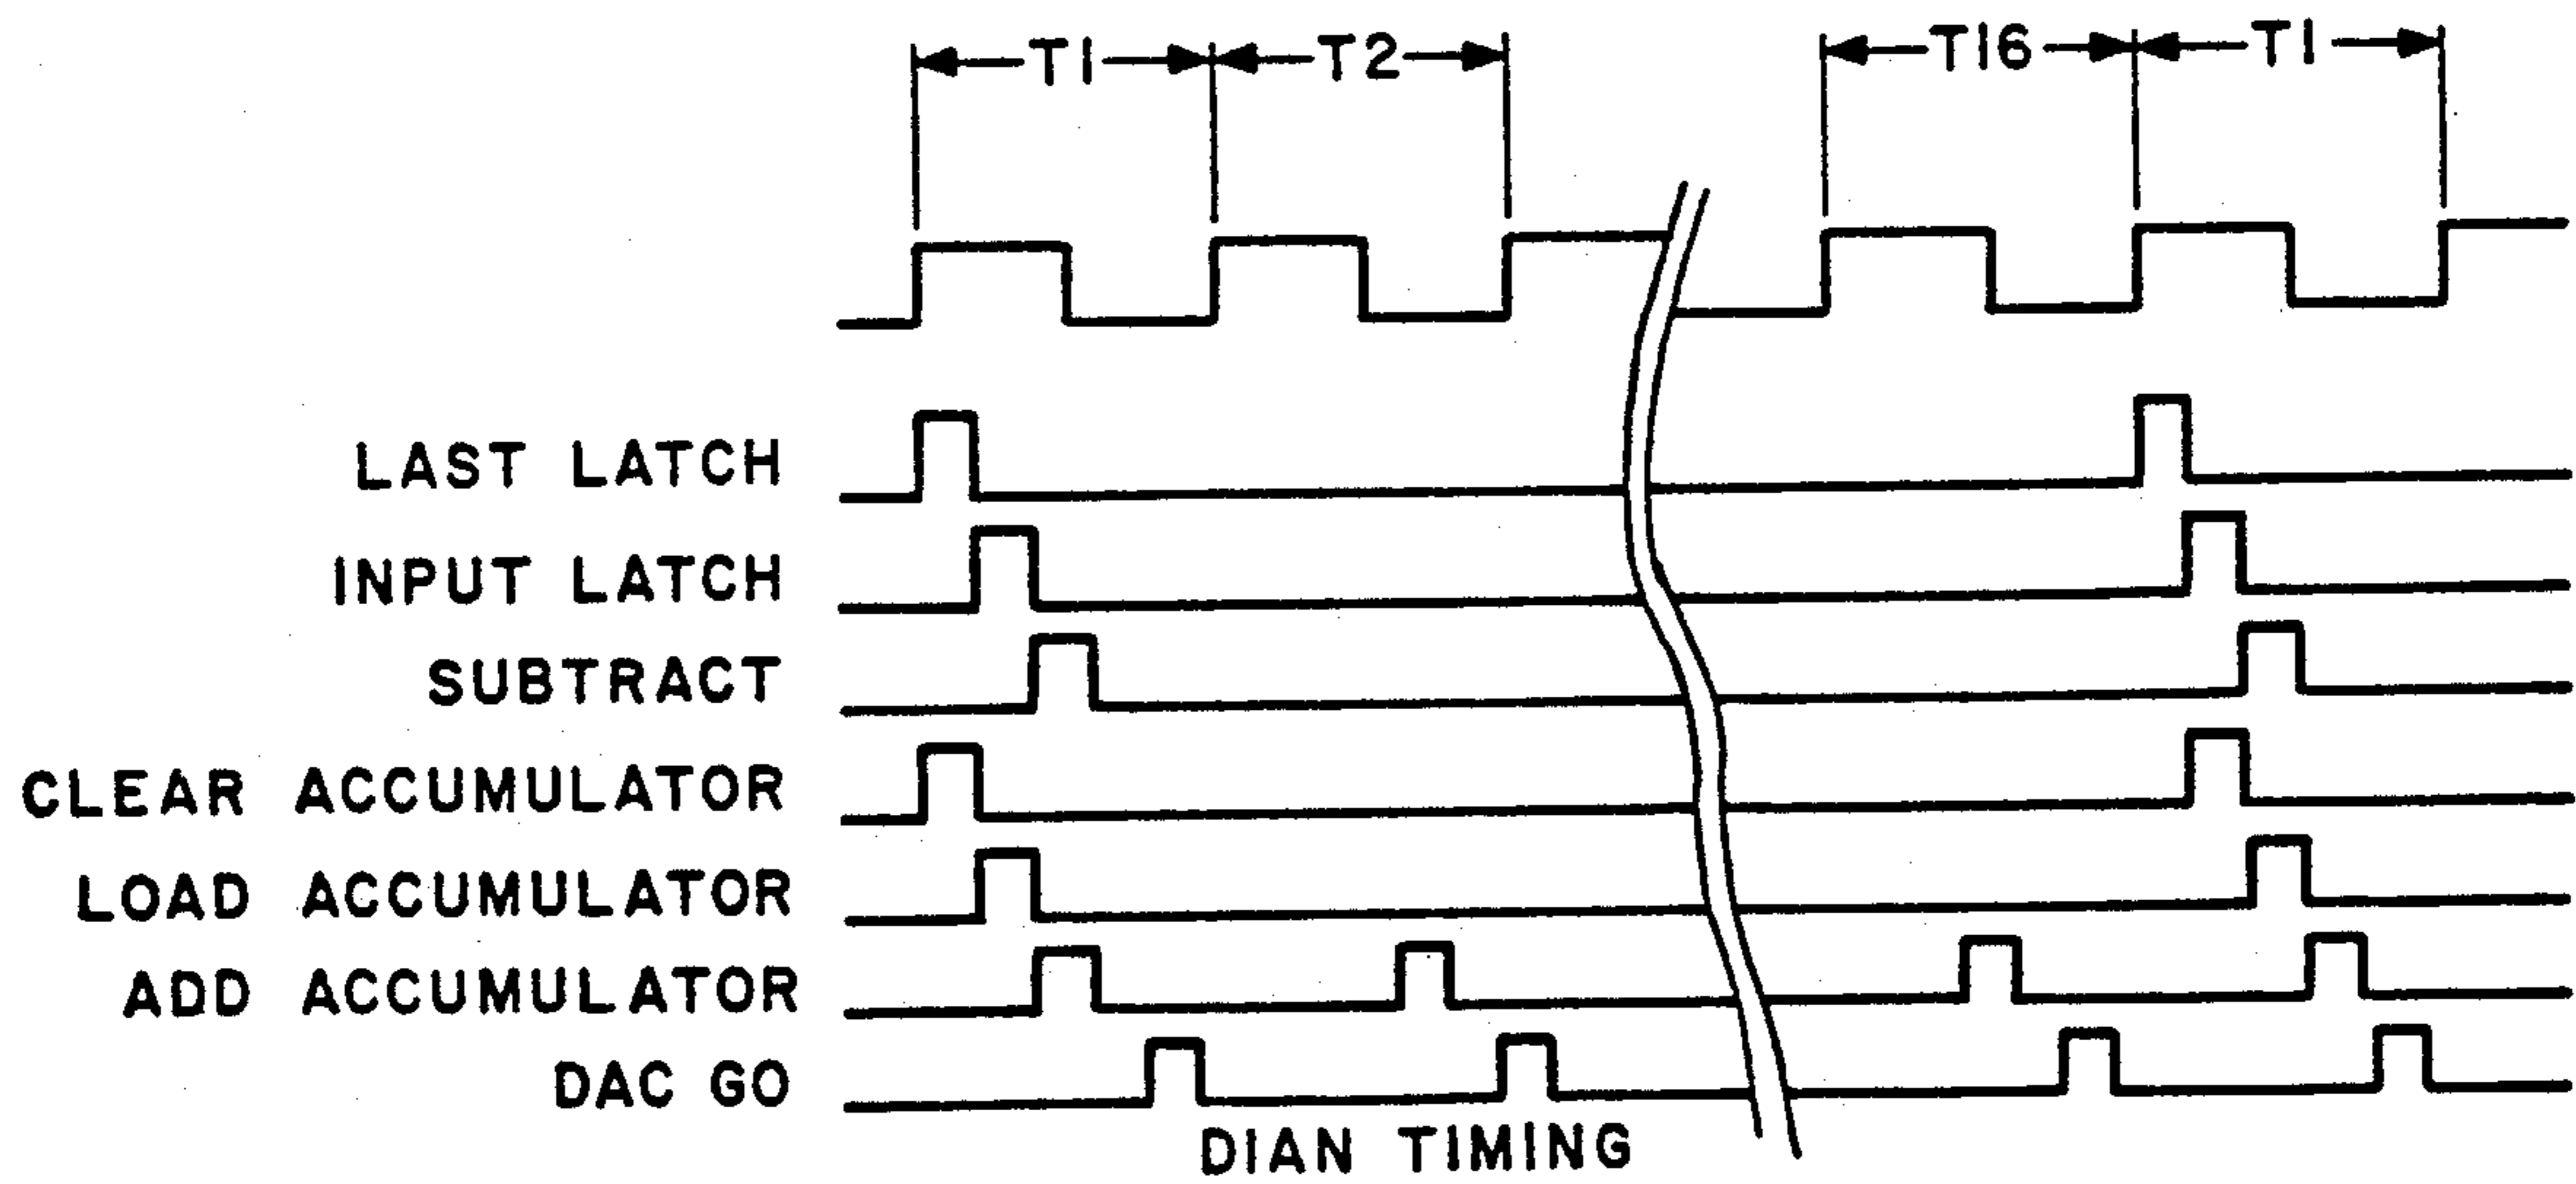 T1 T2 T16 T1
LAST LATCH
INPUT LATCH
SUBTRACT
CLEAR ACCUMULATOR
LOAD ACCUMULATOR
ADD ACCUMULATOR
DAC GO
DIAN TIMING